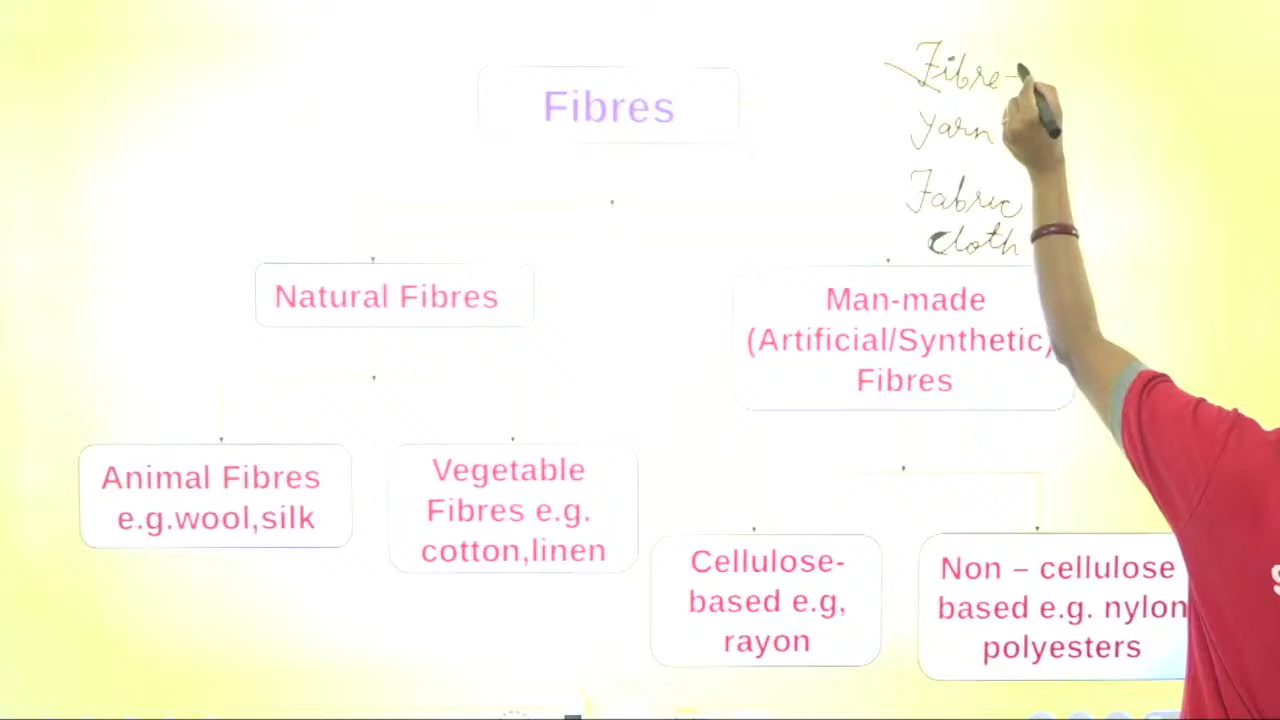 Fibres
Fibre -
Yarn
Fabric
Cloth
Natural Fibres
Man-made
(Artificial/Synthetic)
Fibres
Animal Fibres
e.g.wool,silk
Vegetable
Fibres e.g.
cotton,linen
Cellulose-
based e.g,
rayon
Non – cellulose
based e.g. nylon
polyesters